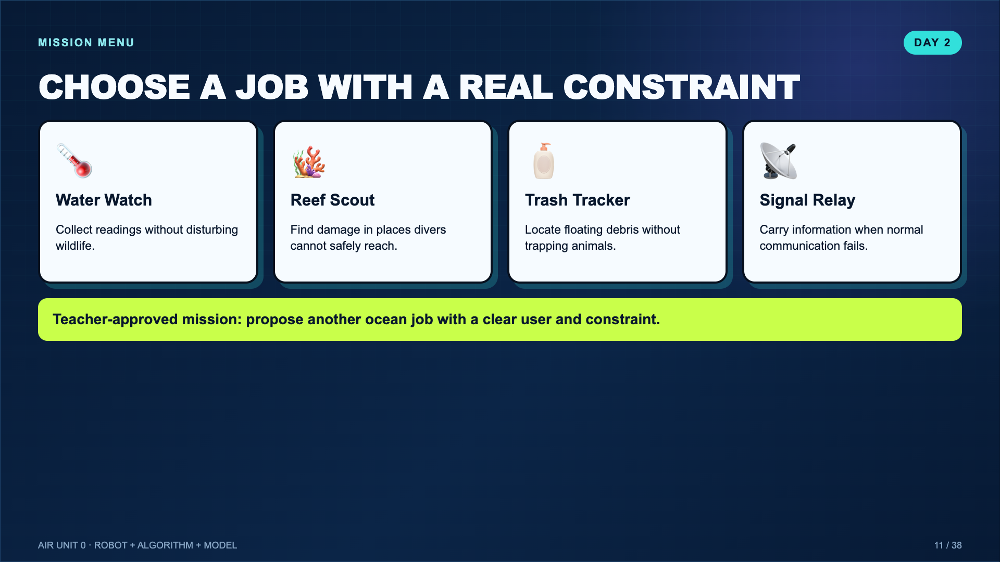 MISSION MENU
DAY 2
CHOOSE A JOB WITH A REAL CONSTRAINT
Water Watch
Collect readings without disturbing
wildlife.
Reef Scout
Find damage in places divers
cannot safely reach.
Trash Tracker
Locate floating debris without
trapping animals.
Signal Relay
Carry information when normal
communication fails.
Teacher-approved mission: propose another ocean job with a clear user and constraint.
AIR UNIT 0 · ROBOT + ALGORITHM + MODEL
11 / 38